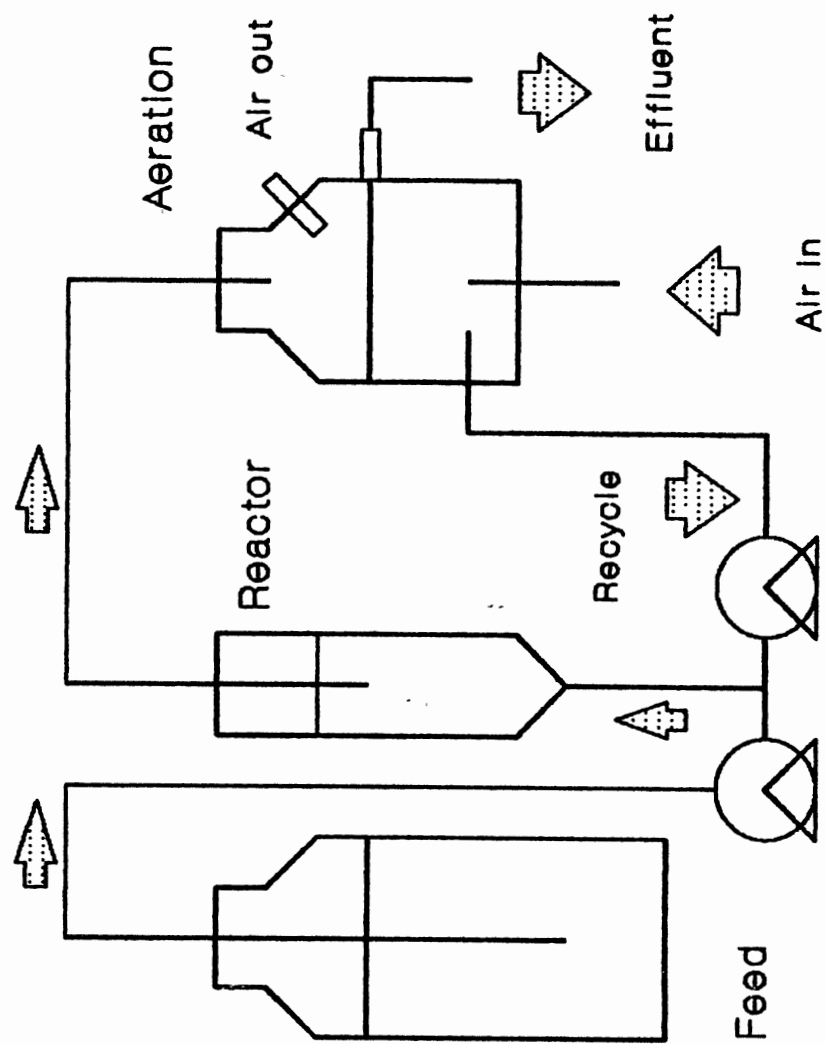 Aeration
Air out
Effluent
Reactor
Recycle
Air in
Feed